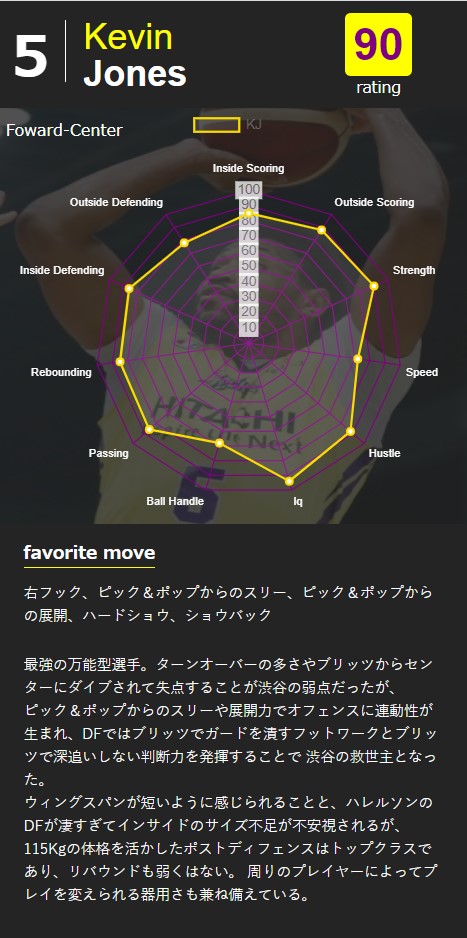 5
Kevin
Jones
90
rating
Foward-Center
KJ
Inside Scoring
Outside Defending
Outside Scoring
Inside Defending
Strength
Rebounding
Speed
Passing
Hustle
Ball Handle
Iq
100
90
80
70
60
50
40
30
20
10
HITACHI
Inspire the Next
6
favorite move
右フック、ピック＆ポップからのスリー、ピック＆ポップから
の展開、ハードショウ、ショウバック
最強の万能型選手。ターンオーバーの多さやブリッツからセン
ターにダイブされて失点することが渋谷の弱点だったが、
ピック＆ポップからのスリーや展開力でオフェンスに連動性が
生まれ、DFではブリッツでガードを潰すフットワークとブリッ
ツで深追いしない判断力を発揮することで 渋谷の救世主となっ
た。
ウィングスパンが短いように感じられることと、ハレルソンの
DFが凄すぎてインサイドのサイズ不足が不安視されるが、
115Kgの体格を活かしたポストディフェンスはトップクラスで
あり、リバウンドも弱くはない。 周りのプレイヤーによってプ
レイを変えられる器用さも兼ね備えている。